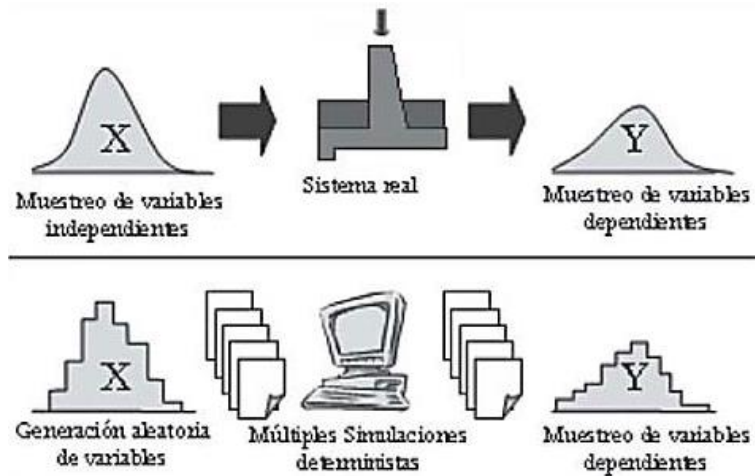 X
Y
Muestreo de variables
independientes
Sistema real
Muestreo de variables
dependientes
X
Y
Generación aleatoria
de variables
Múltiples Simulaciones
deterministas
Muestreo de variables
dependientes